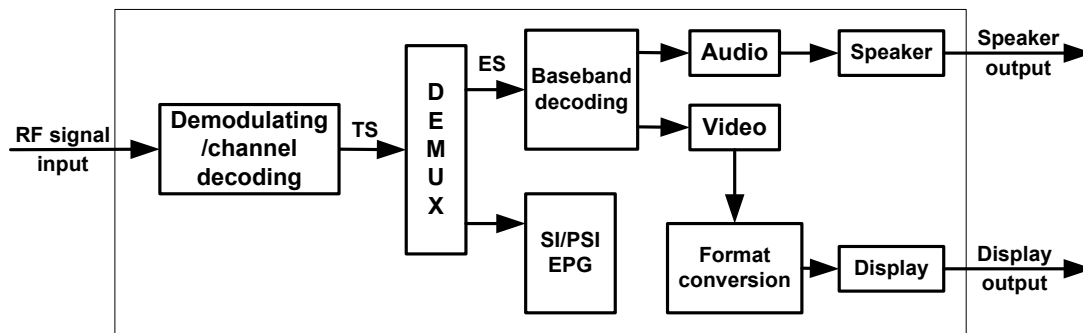 RF signal
input
Demodulating
/channel
decoding
TS
D
E
M
U
X
ES
Baseband
decoding
Audio
Speaker
Speaker
output
Video
SI/PSI
EPG
Format
conversion
Display
Display
output